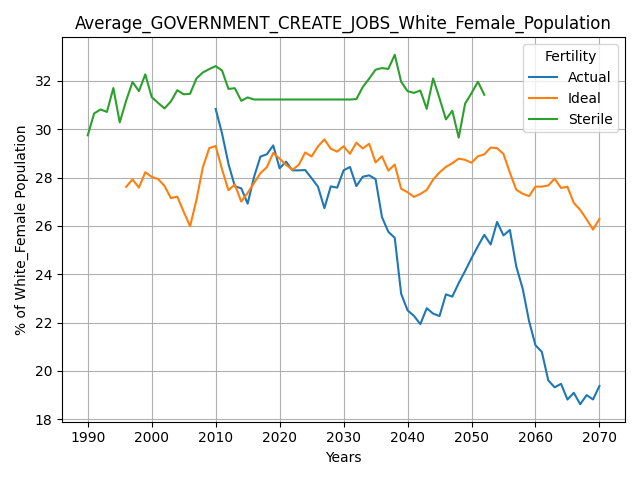 Average_GOVERNMENT_CREATE_JOBS_White_Female_Population
Fertility
Actual
Ideal
Sterile
% of White_Female Population
32
30
28
26
24
22
20
18
1990 2000 2010 2020 2030 2040 2050 2060 2070
Years